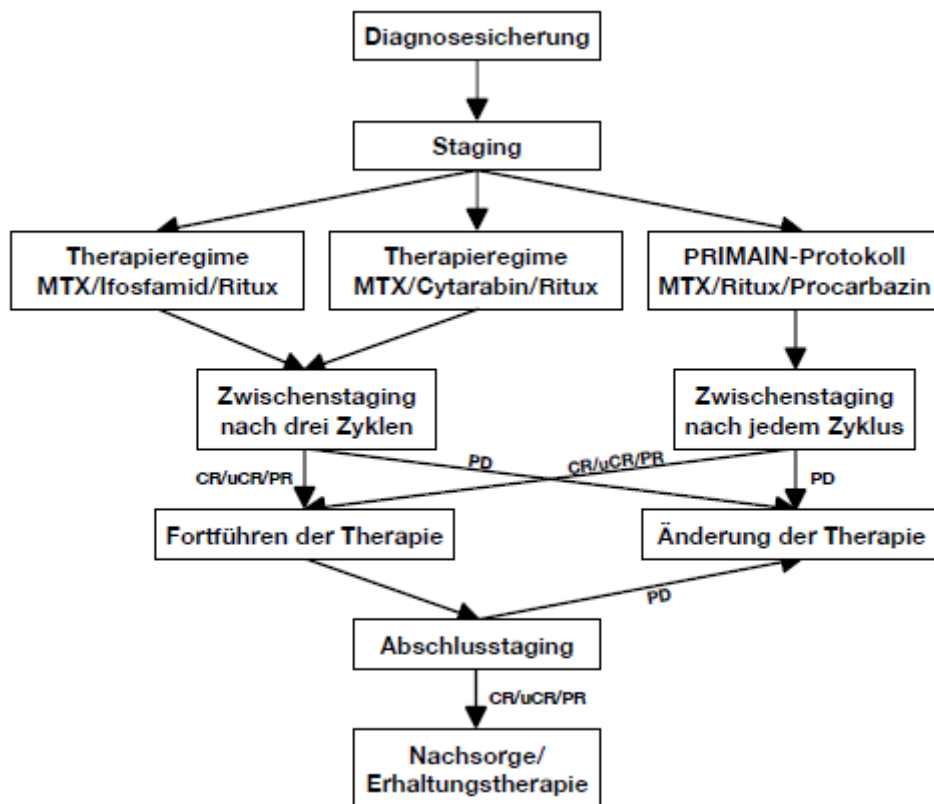 Diagnosesicherung
Staging
Therapieregime
MTX/Ifosfamid/Ritux
Therapieregime
MTX/Cytarabin/Ritux
PRIMAIN-Protokoll
MTX/Ritux/Procarbazin
Zwischenstaging
nach drei Zyklen
Zwischenstaging
nach jedem Zyklus
CR/uCR/PR
PD
CR/uCR/PR
PD
Fortführen der Therapie
Änderung der Therapie
PD
Abschlusstaging
CR/uCR/PR
Nachsorge/
Erhaltungstherapie